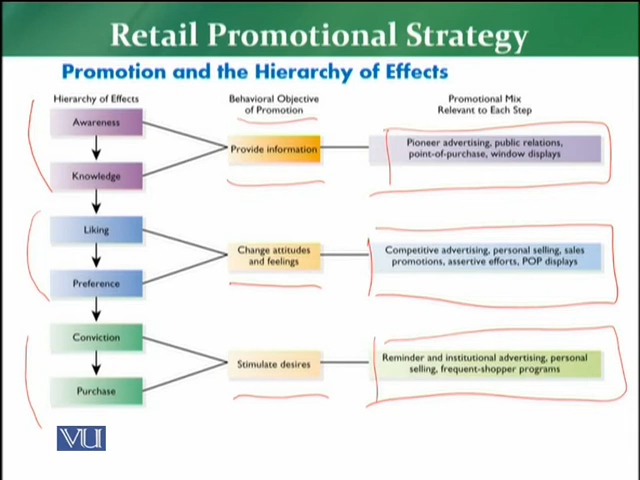 Retail Promotional Strategy
Promotion and the Hierarchy of Effects
Hierarchy of Effects
Behavioral Objective
of Promotion
Promotional Mix
Relevant to Each Step
Awareness
Knowledge
Provide information
Pioneer advertising, public relations,
point-of-purchase, window displays
Liking
Preference
Change attitudes
and feelings
Competitive advertising, personal selling, sales
promotions, assertive efforts, POP displays
Conviction
Purchase
Stimulate desires
Reminder and institutional advertising, personal
selling, frequent-shopper programs
VU